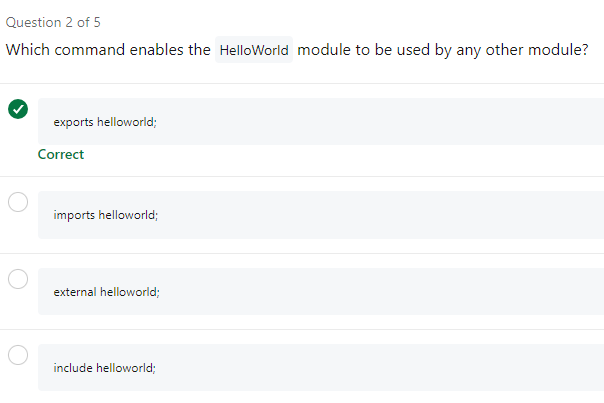 Question 2 of 5
Which command enables the HelloWorld module to be used by any other module?
exports helloworld;
Correct
imports helloworld;
external helloworld;
include helloworld;